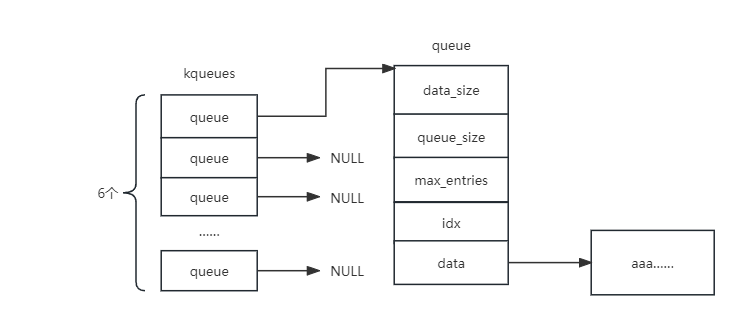 queue
kqueues
queue
queue
queue
......
queue
6个
NULL
NULL
NULL
data_size
queue_size
max_entries
idx
data
aaa......